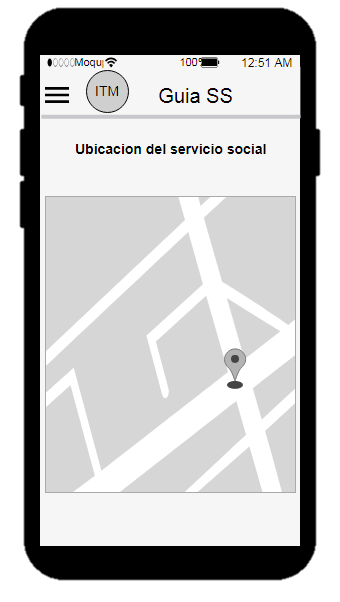 Moqu 100% 12:51 AM
ITM Guia SS
Ubicacion del servicio social